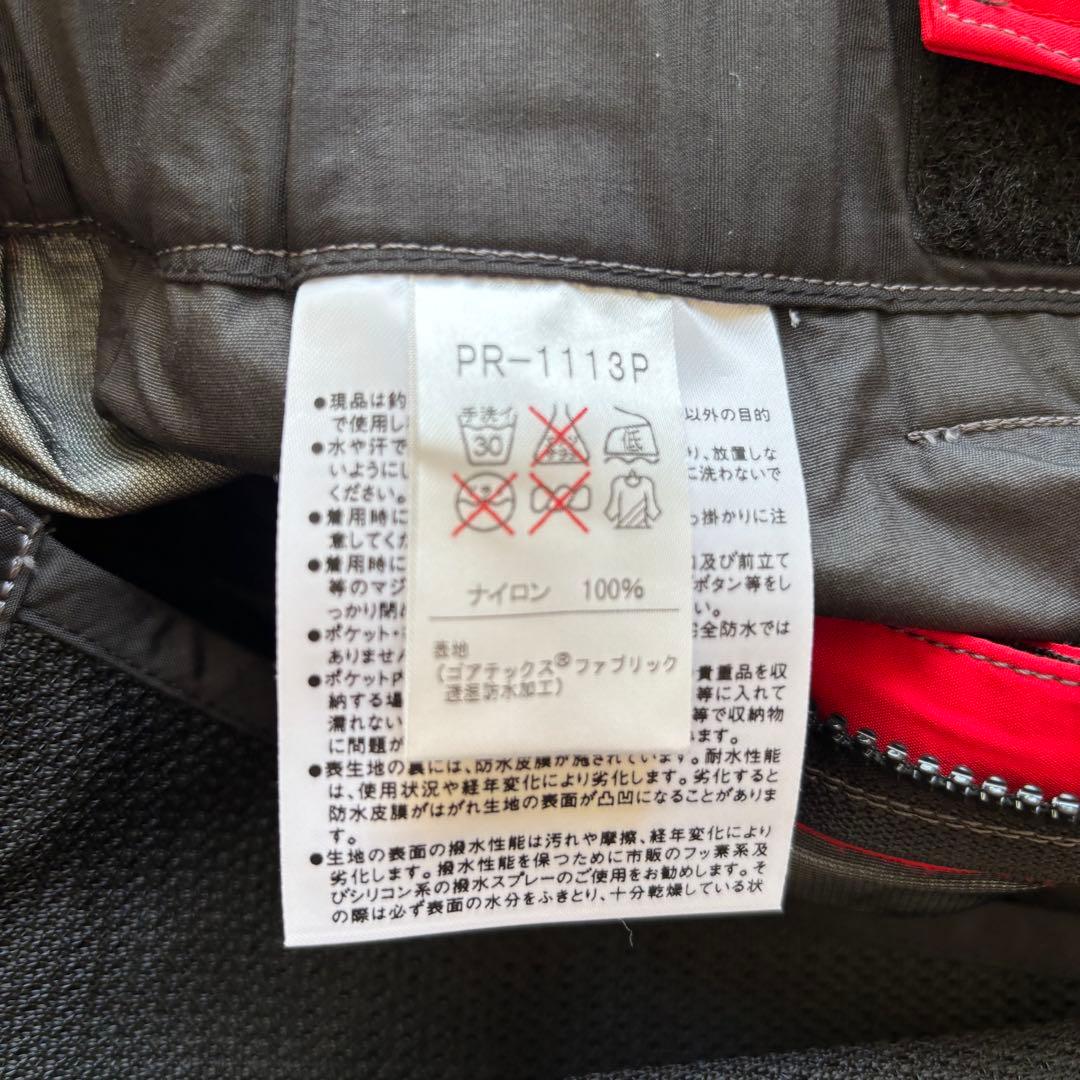 PR-1113P
手洗イ
30
低
ナイロン 100%
表地
(ゴアテックス®ファブリック
透湿防水加工)
●現品は釣 以外の目的
で使用し
●水や汗で り、放置しな
いようにし に洗わないで
ください。
●着用時に っ掛かりに注
意してくだ
●着用時に 口及び前立て
等のマジ ボタン等をし
っかり閉め い。
●ポケット・ 完全防水では
ありません
●ポケット内 貴重品を収
納する場 等に入れて
濡れない 等で収納物
に問題が います。
●表生地の裏には、防水皮膜が施されています。耐水性能
は、使用状況や経年変化により劣化します。劣化すると
防水皮膜がはがれ生地の表面が凸凹になることがありま
す。
●生地の表面の撥水性能は汚れや摩擦、経年変化により
劣化します。撥水性能を保つために市販のフッ素系及
びシリコン系の撥水スプレーのご使用をお勧めします。そ
の際は必ず表面の水分をふきとり、十分乾燥している状